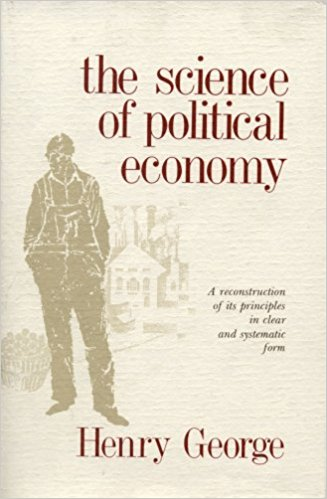 the science
of political
economy
A reconstruction
of its principles
in clear
and systematic
form
Henry George